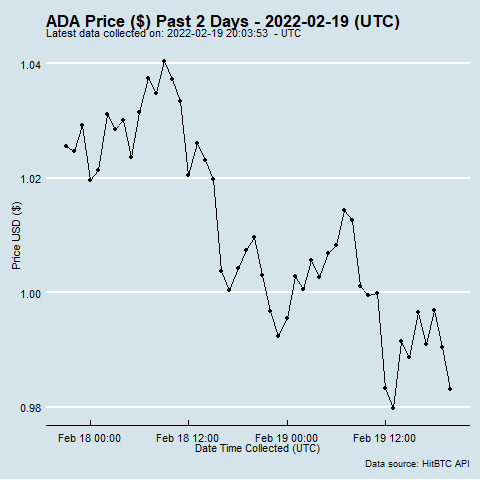 ADA Price ($) Past 2 Days - 2022-02-19 (UTC)
Latest data collected on: 2022-02-19 20:03:53 - UTC
1.04
1.02
1.00
0.98
Price USD ($)
Feb 18 00:00 Feb 18 12:00 Feb 19 00:00 Feb 19 12:00
Date Time Collected (UTC)
Data source: HitBTC API